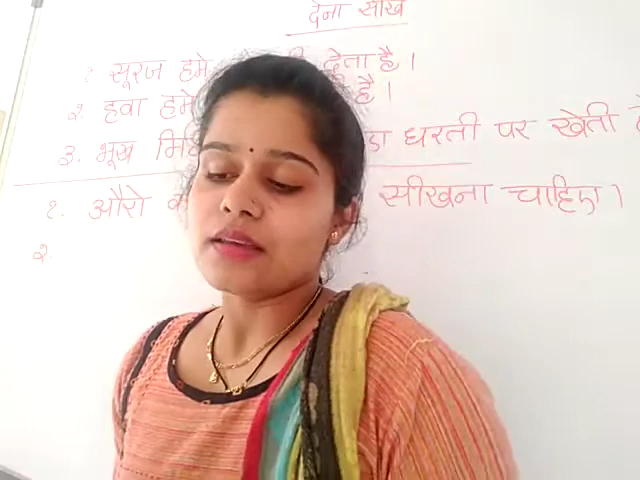 देना सीखे
१. सूरज हमे देता है।
२. हवा हमे है।
३. भूख धरती पर खेती
१. औरो सीखना चाहिए।
२.